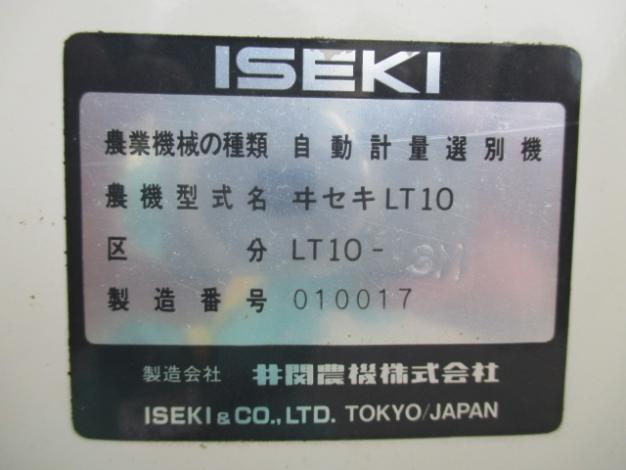 ISEKI
農業機械の種類 自動計量選別機
農機型式名 ヰセキLT10
区分 LT10- 3M
製造番号 010017
製造会社 井関農機株式会社
ISEKI & CO., LTD. TOKYO/JAPAN